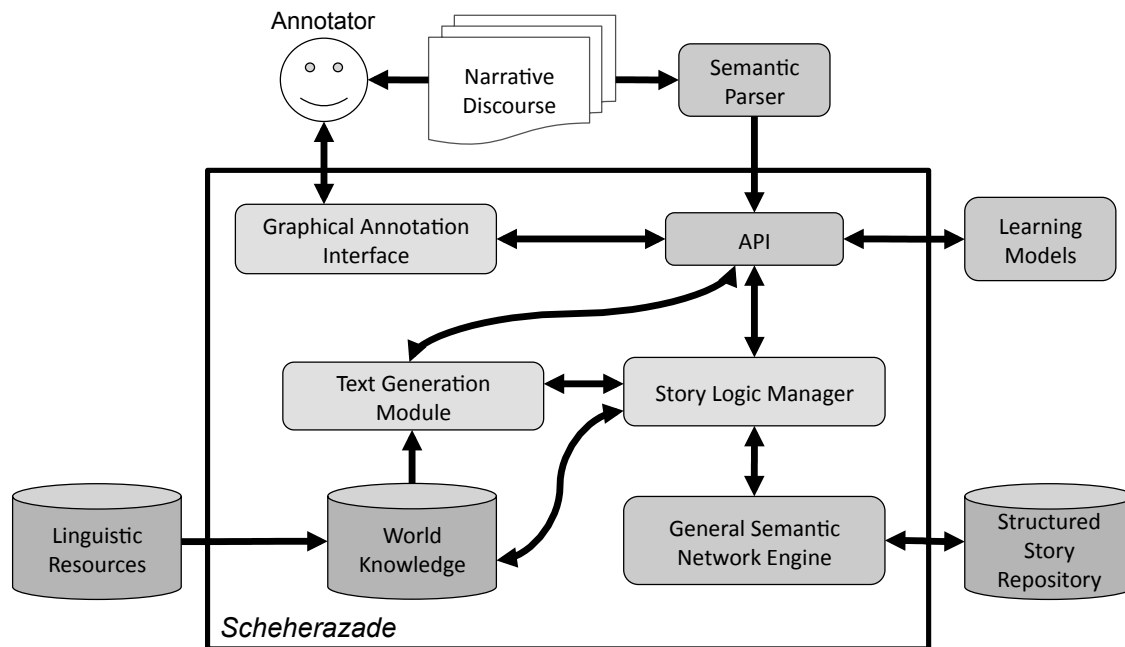 Annotator
Narrative
Discourse
Semantic
Parser
Graphical Annotation
Interface
API
Learning
Models
Text Generation
Module
Story Logic Manager
Linguistic
Resources
World
Knowledge
General Semantic
Network Engine
Structured
Story
Repository
Scheherazade